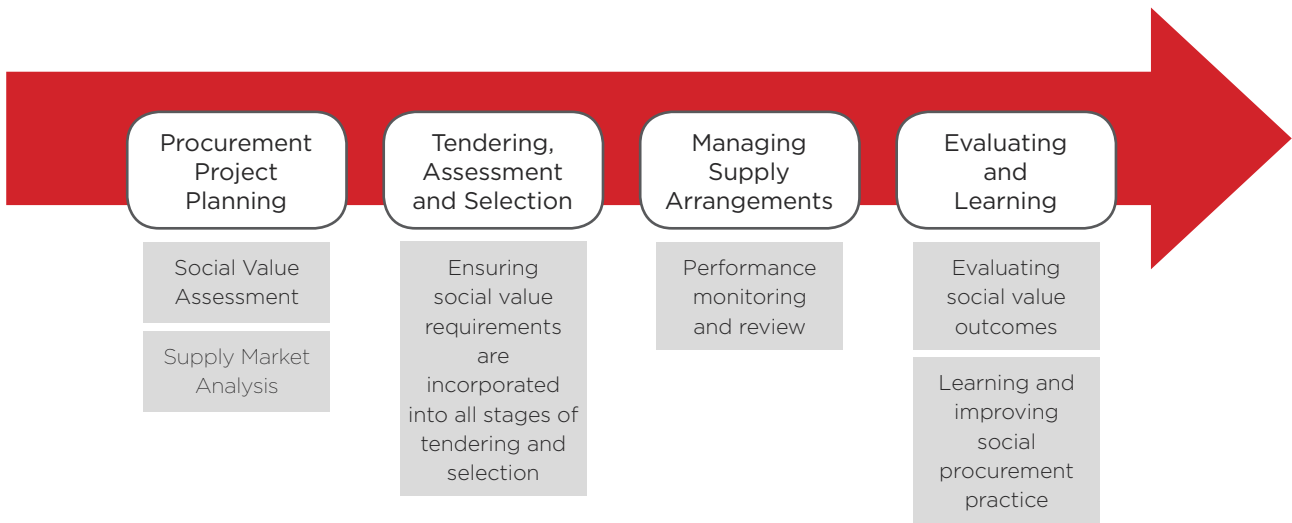 Procurement
Project
Planning
Social Value
Assessment
Supply Market
Analysis
Tendering,
Assessment
and Selection
Ensuring
social value
requirements
are
incorporated
into all stages of
tendering and
selection
Managing
Supply
Arrangements
Performance
monitoring
and review
Evaluating
and
Learning
Evaluating
social value
outcomes
Learning and
improving
social
procurement
practice